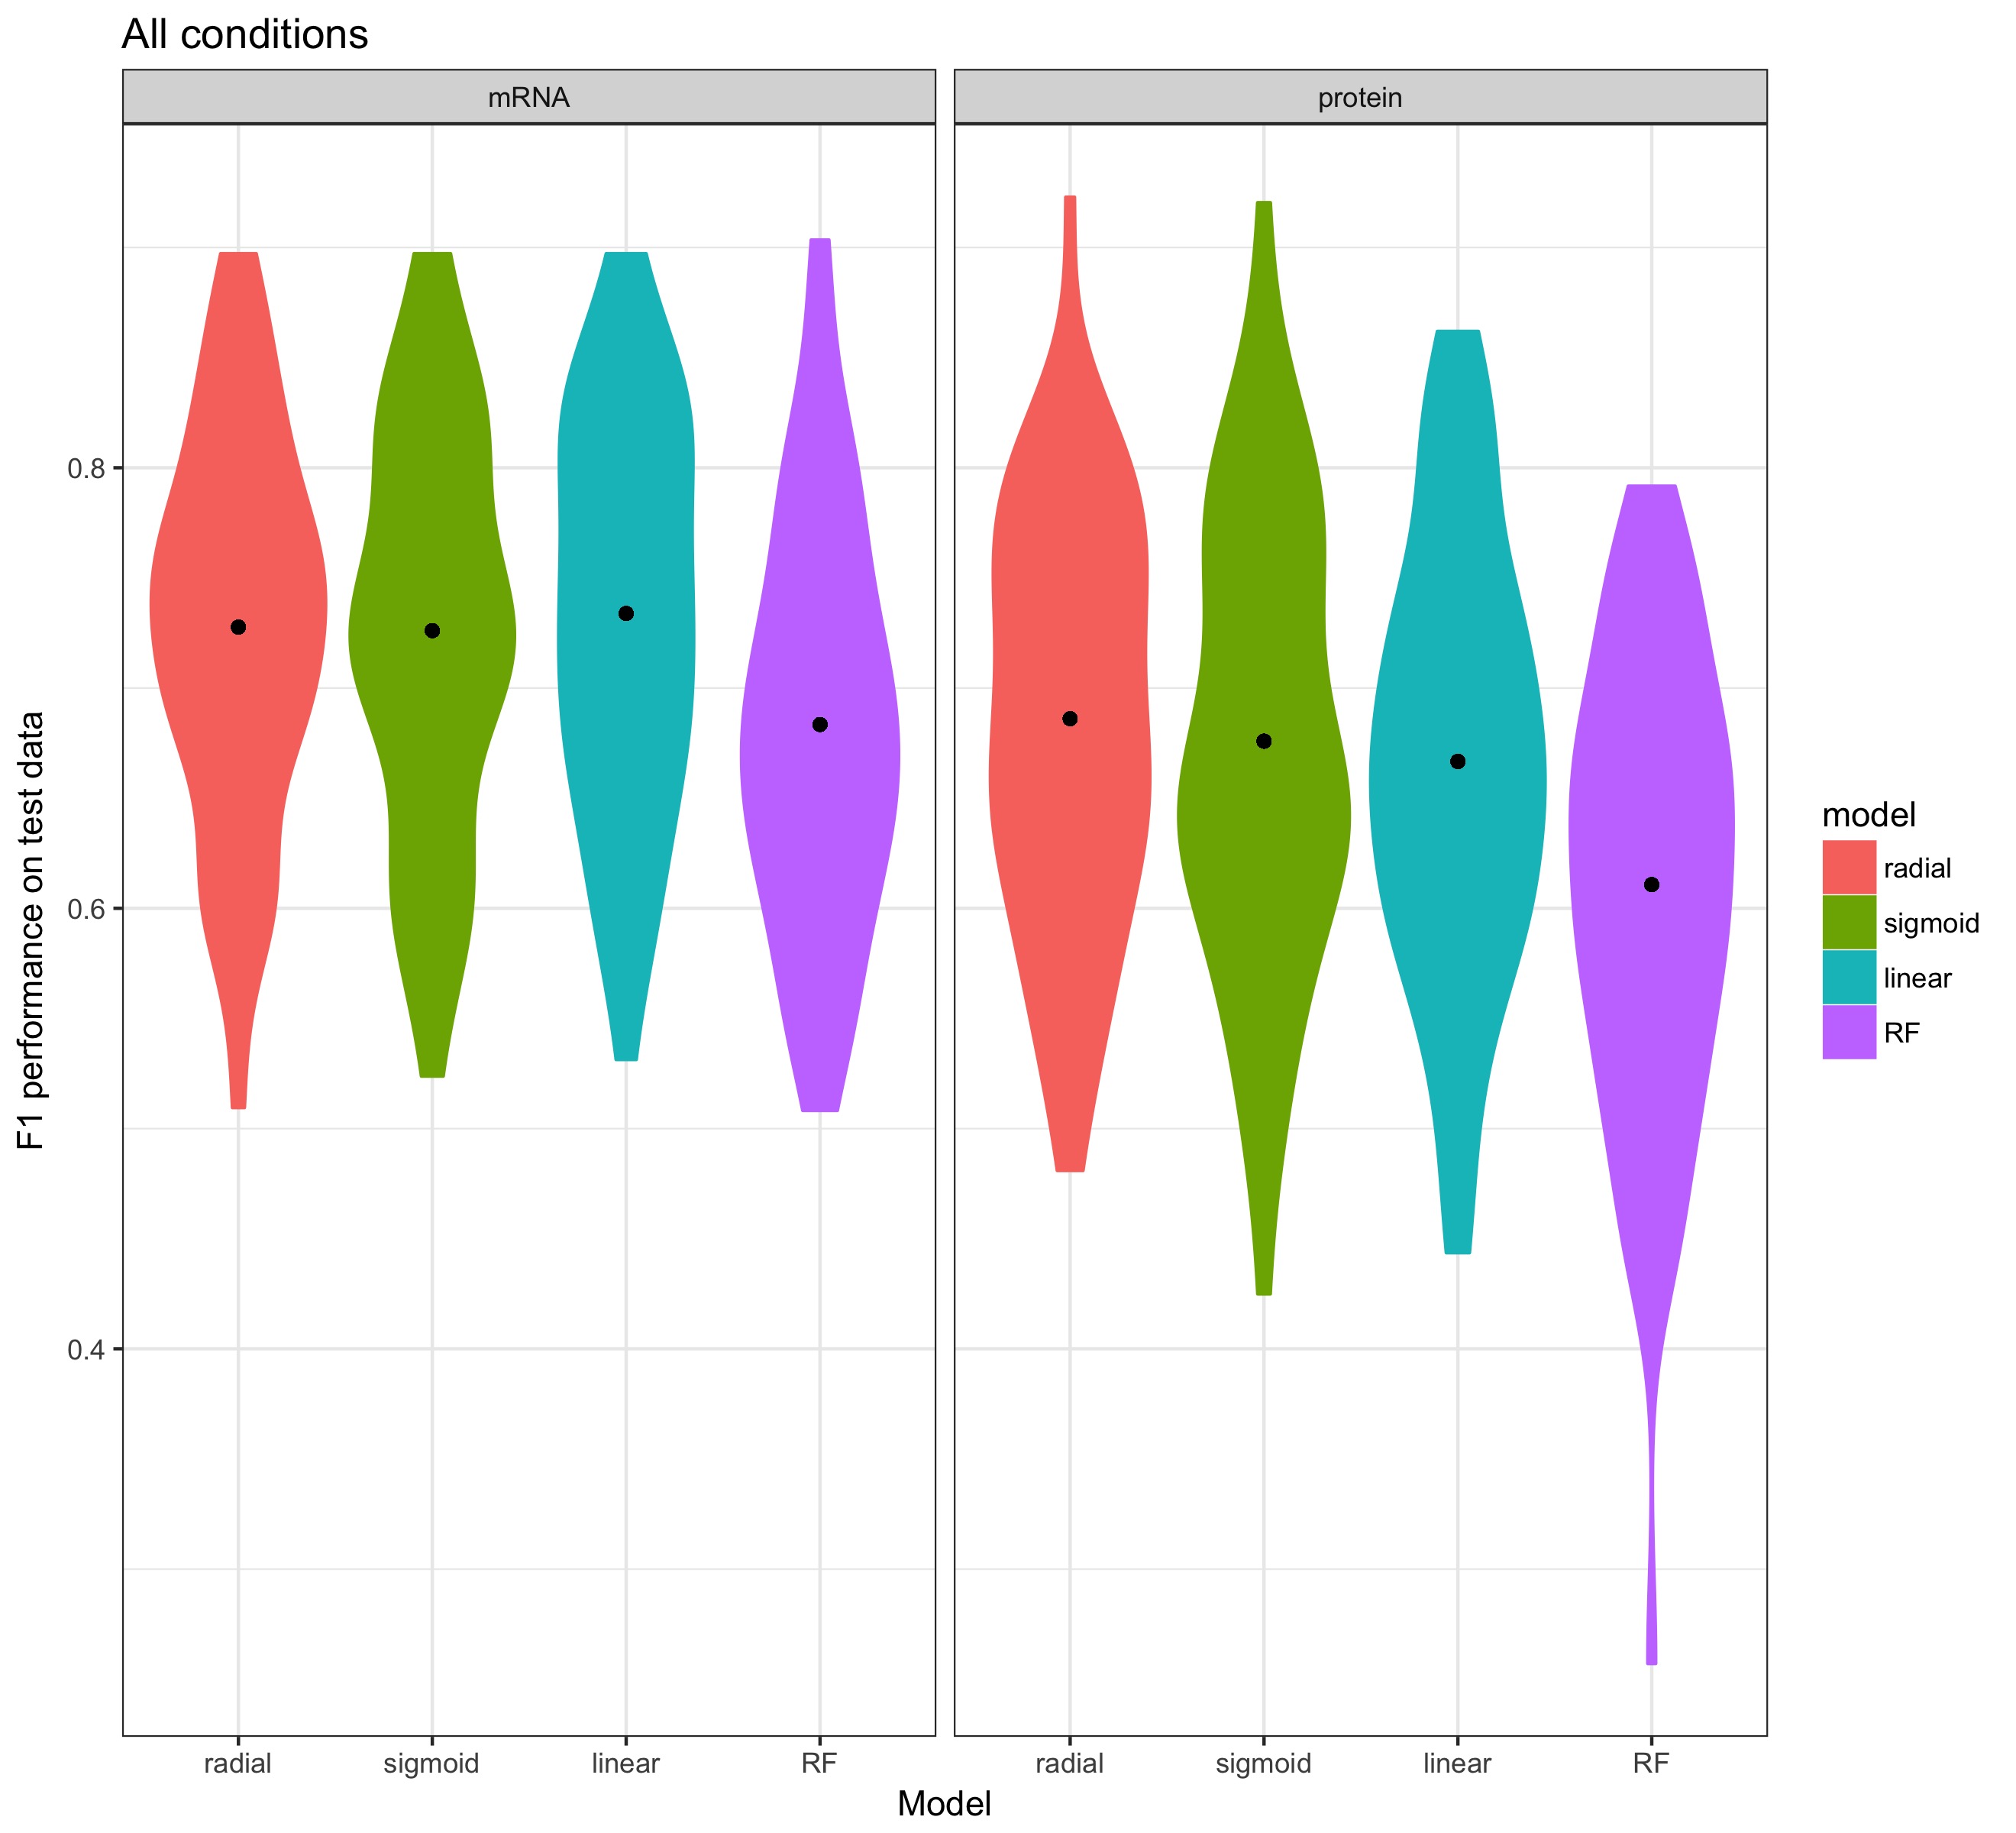 All conditions
mRNA
protein
F1 performance on test data
0.8
0.6
0.4
radial
sigmoid
linear
RF
radial
sigmoid
linear
RF
Model
model
radial
sigmoid
linear
RF